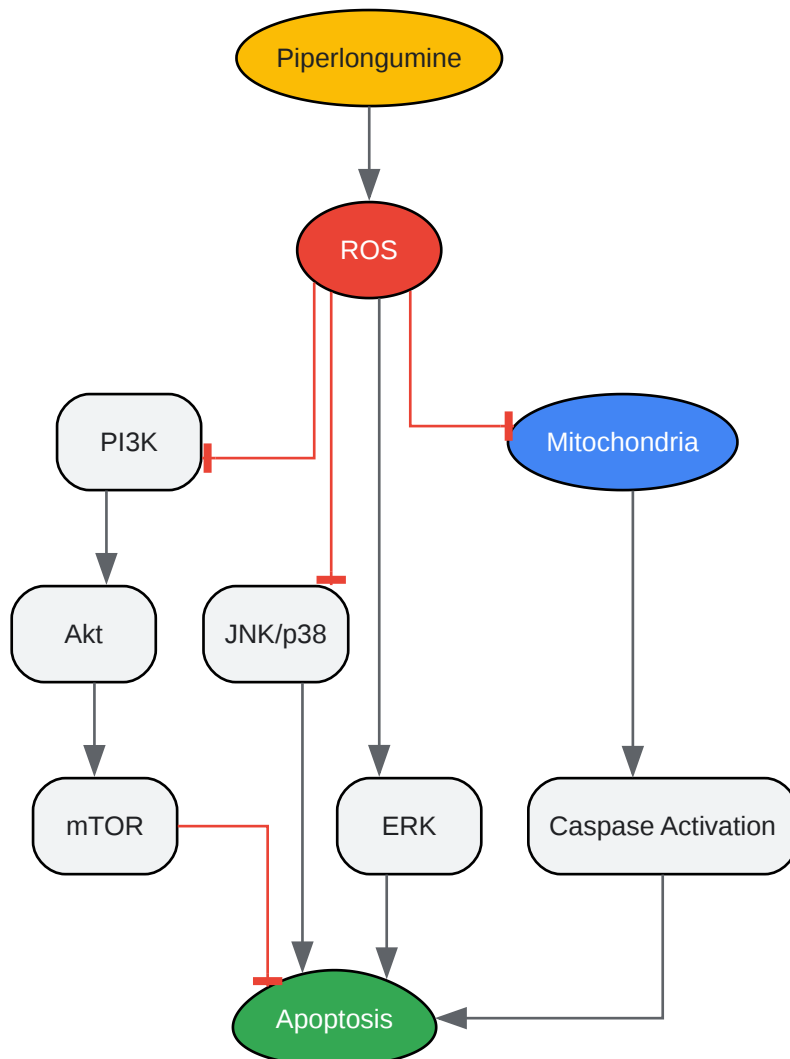 Piperlongumine
ROS
PI3K
Mitochondria
Akt
JNK/p38
mTOR
ERK
Caspase Activation
Apoptosis